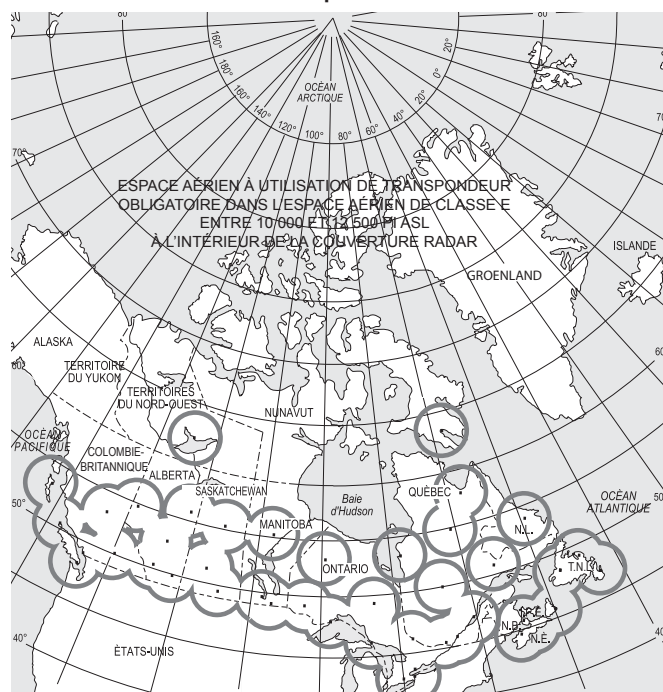 80
80
160°
180°
160°
140°
120°
100°
80°
60°
40°
20°
0°
20°
OCÉAN
ARCTIQUE
70°
ESPACE AÉRIEN À UTILISATION DE TRANSPONDEUR
OBLIGATOIRE DANS L'ESPACE AÉRIEN DE CLASSE E
ENTRE 10 000 ET 12 500 PI ASL
À L'INTÉRIEUR DE LA COUVERTURE RADAR
ISLANDE
GROENLAND
ALASKA
TERRITOIRE
DU YUKON
TERRITOIRES
DU NORD-OUEST
NUNAVUT
OCÉAN
PACIFIQUE
COLOMBIE-
BRITANNIQUE
ALBERTA
SASKATCHEWAN
MANITOBA
Baie
d'Hudson
QUÉBEC
OCÉAN
ATLANTIQUE
50°
N.L.
ONTARIO
T.N.
P.E.I.
N.B.
N.É.
ÉTATS-UNIS
40°